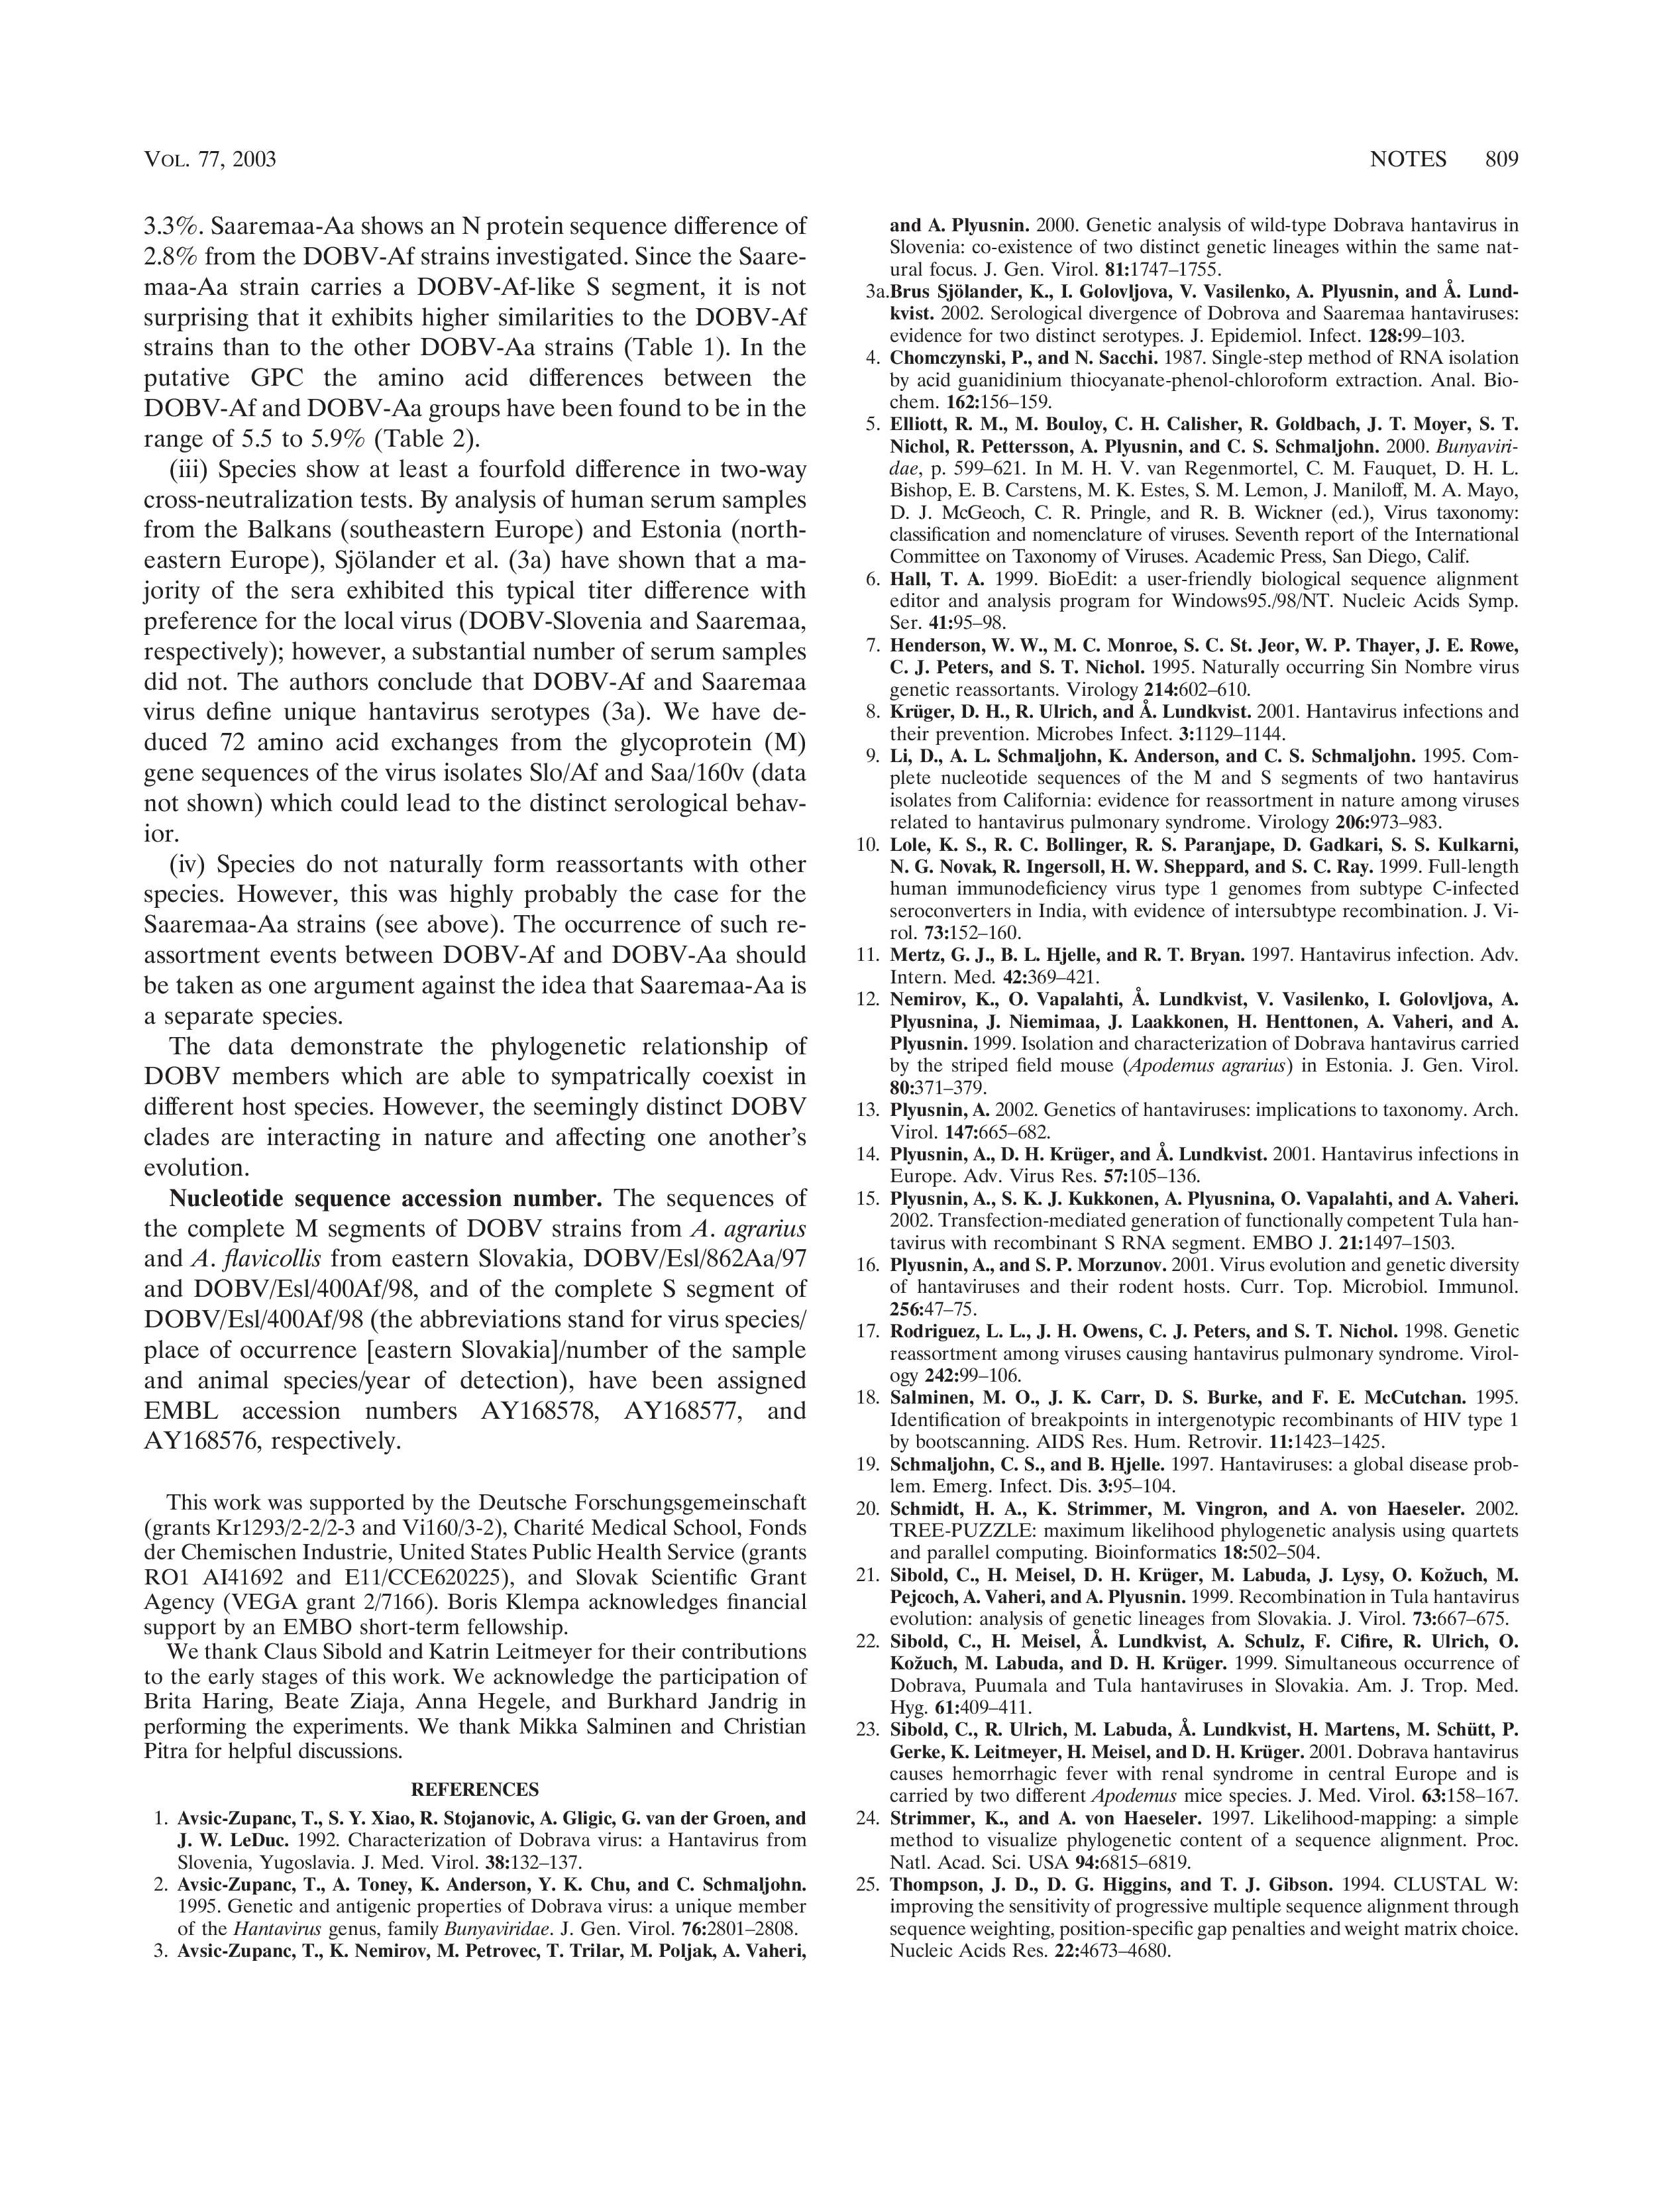 VOL. 77, 2003
NOTES 809
3.3%. Saaremaa-Aa shows an N protein sequence difference of
2.8% from the DOBV-Af strains investigated. Since the Saare-
maa-Aa strain carries a DOBV-Af-like S segment, it is not
surprising that it exhibits higher similarities to the DOBV-Af
strains than to the other DOBV-Aa strains (Table 1). In the
putative GPC the amino acid differences between the
DOBV-Af and DOBV-Aa groups have been found to be in the
range of 5.5 to 5.9% (Table 2).
(iii) Species show at least a fourfold difference in two-way
cross-neutralization tests. By analysis of human serum samples
from the Balkans (southeastern Europe) and Estonia (north-
eastern Europe), Sjölander et al. (3a) have shown that a ma-
jority of the sera exhibited this typical titer difference with
preference for the local virus (DOBV-Slovenia and Saaremaa,
respectively); however, a substantial number of serum samples
did not. The authors conclude that DOBV-Af and Saaremaa
virus define unique hantavirus serotypes (3a). We have de-
duced 72 amino acid exchanges from the glycoprotein (M)
gene sequences of the virus isolates Slo/Af and Saa/160v (data
not shown) which could lead to the distinct serological behav-
ior.
(iv) Species do not naturally form reassortants with other
species. However, this was highly probably the case for the
Saaremaa-Aa strains (see above). The occurrence of such re-
assortment events between DOBV-Af and DOBV-Aa should
be taken as one argument against the idea that Saaremaa-Aa is
a separate species.
The data demonstrate the phylogenetic relationship of
DOBV members which are able to sympatrically coexist in
different host species. However, the seemingly distinct DOBV
clades are interacting in nature and affecting one another's
evolution.
Nucleotide sequence accession number. The sequences of
the complete M segments of DOBV strains from A. agrarius
and A. flavicollis from eastern Slovakia, DOBV/Esl/862Aa/97
and DOBV/Esl/400Af/98, and of the complete S segment of
DOBV/Esl/400Af/98 (the abbreviations stand for virus species/
place of occurrence [eastern Slovakia]/number of the sample
and animal species/year of detection), have been assigned
EMBL accession numbers AY168578, AY168577, and
AY168576, respectively.
This work was supported by the Deutsche Forschungsgemeinschaft
(grants Kr1293/2-2/2-3 and Vi160/3-2), Charité Medical School, Fonds
der Chemischen Industrie, United States Public Health Service (grants
RO1 AI41692 and E11/CCE620225), and Slovak Scientific Grant
Agency (VEGA grant 2/7166). Boris Klempa acknowledges financial
support by an EMBO short-term fellowship.
We thank Claus Sibold and Katrin Leitmeyer for their contributions
to the early stages of this work. We acknowledge the participation of
Brita Haring, Beate Ziaja, Anna Hegele, and Burkhard Jandrig in
performing the experiments. We thank Mikka Salminen and Christian
Pitra for helpful discussions.
REFERENCES
1. Avsic-Zupanc, T., S. Y. Xiao, R. Stojanovic, A. Gligic, G. van der Groen, and
J. W. LeDuc. 1992. Characterization of Dobrava virus: a Hantavirus from
Slovenia, Yugoslavia. J. Med. Virol. 38:132–137.
2. Avsic-Zupanc, T., A. Toney, K. Anderson, Y. K. Chu, and C. Schmaljohn.
1995. Genetic and antigenic properties of Dobrava virus: a unique member
of the Hantavirus genus, family Bunyaviridae. J. Gen. Virol. 76:2801–2808.
3. Avsic-Zupanc, T., K. Nemirov, M. Petrovec, T. Trilar, M. Poljak, A. Vaheri,
and A. Plyusnin. 2000. Genetic analysis of wild-type Dobrava hantavirus in
Slovenia: co-existence of two distinct genetic lineages within the same nat-
ural focus. J. Gen. Virol. 81:1747–1755.
3a.Brus Sjölander, K., I. Golovljova, V. Vasilenko, A. Plyusnin, and Å. Lund-
kvist. 2002. Serological divergence of Dobrova and Saaremaa hantaviruses:
evidence for two distinct serotypes. J. Epidemiol. Infect. 128:99–103.
4. Chomczynski, P., and N. Sacchi. 1987. Single-step method of RNA isolation
by acid guanidinium thiocyanate-phenol-chloroform extraction. Anal. Bio-
chem. 162:156–159.
5. Elliott, R. M., M. Bouloy, C. H. Calisher, R. Goldbach, J. T. Moyer, S. T.
Nichol, R. Pettersson, A. Plyusnin, and C. S. Schmaljohn. 2000. Bunyaviri-
dae, p. 599–621. In M. H. V. van Regenmortel, C. M. Fauquet, D. H. L.
Bishop, E. B. Carstens, M. K. Estes, S. M. Lemon, J. Maniloff, M. A. Mayo,
D. J. McGeoch, C. R. Pringle, and R. B. Wickner (ed.), Virus taxonomy:
classification and nomenclature of viruses. Seventh report of the International
Committee on Taxonomy of Viruses. Academic Press, San Diego, Calif.
6. Hall, T. A. 1999. BioEdit: a user-friendly biological sequence alignment
editor and analysis program for Windows95./98/NT. Nucleic Acids Symp.
Ser. 41:95–98.
7. Henderson, W. W., M. C. Monroe, S. C. St. Jeor, W. P. Thayer, J. E. Rowe,
C. J. Peters, and S. T. Nichol. 1995. Naturally occurring Sin Nombre virus
genetic reassortants. Virology 214:602–610.
8. Krüger, D. H., R. Ulrich, and Å. Lundkvist. 2001. Hantavirus infections and
their prevention. Microbes Infect. 3:1129–1144.
9. Li, D., A. L. Schmaljohn, K. Anderson, and C. S. Schmaljohn. 1995. Com-
plete nucleotide sequences of the M and S segments of two hantavirus
isolates from California: evidence for reassortment in nature among viruses
related to hantavirus pulmonary syndrome. Virology 206:973–983.
10. Lole, K. S., R. C. Bollinger, R. S. Paranjape, D. Gadkari, S. S. Kulkarni,
N. G. Novak, R. Ingersoll, H. W. Sheppard, and S. C. Ray. 1999. Full-length
human immunodeficiency virus type 1 genomes from subtype C-infected
seroconverters in India, with evidence of intersubtype recombination. J. Vi-
rol. 73:152–160.
11. Mertz, G. J., B. L. Hjelle, and R. T. Bryan. 1997. Hantavirus infection. Adv.
Intern. Med. 42:369–421.
12. Nemirov, K., O. Vapalahti, Å. Lundkvist, V. Vasilenko, I. Golovljova, A.
Plyusnina, J. Niemimaa, J. Laakkonen, H. Henttonen, A. Vaheri, and A.
Plyusnin. 1999. Isolation and characterization of Dobrava hantavirus carried
by the striped field mouse (Apodemus agrarius) in Estonia. J. Gen. Virol.
80:371–379.
13. Plyusnin, A. 2002. Genetics of hantaviruses: implications to taxonomy. Arch.
Virol. 147:665–682.
14. Plyusnin, A., D. H. Krüger, and Å. Lundkvist. 2001. Hantavirus infections in
Europe. Adv. Virus Res. 57:105–136.
15. Plyusnin, A., S. K. J. Kukkonen, A. Plyusnina, O. Vapalahti, and A. Vaheri.
2002. Transfection-mediated generation of functionally competent Tula han-
tavirus with recombinant S RNA segment. EMBO J. 21:1497–1503.
16. Plyusnin, A., and S. P. Morzunov. 2001. Virus evolution and genetic diversity
of hantaviruses and their rodent hosts. Curr. Top. Microbiol. Immunol.
256:47–75.
17. Rodriguez, L. L., J. H. Owens, C. J. Peters, and S. T. Nichol. 1998. Genetic
reassortment among viruses causing hantavirus pulmonary syndrome. Virol-
ogy 242:99–106.
18. Salminen, M. O., J. K. Carr, D. S. Burke, and F. E. McCutchan. 1995.
Identification of breakpoints in intergenotypic recombinants of HIV type 1
by bootscanning. AIDS Res. Hum. Retrovir. 11:1423–1425.
19. Schmaljohn, C. S., and B. Hjelle. 1997. Hantaviruses: a global disease prob-
lem. Emerg. Infect. Dis. 3:95–104.
20. Schmidt, H. A., K. Strimmer, M. Vingron, and A. von Haeseler. 2002.
TREE-PUZZLE: maximum likelihood phylogenetic analysis using quartets
and parallel computing. Bioinformatics 18:502–504.
21. Sibold, C., H. Meisel, D. H. Krüger, M. Labuda, J. Lysy, O. Kožuch, M.
Pejcoch, A. Vaheri, and A. Plyusnin. 1999. Recombination in Tula hantavirus
evolution: analysis of genetic lineages from Slovakia. J. Virol. 73:667–675.
22. Sibold, C., H. Meisel, Å. Lundkvist, A. Schulz, F. Cifire, R. Ulrich, O.
Kožuch, M. Labuda, and D. H. Krüger. 1999. Simultaneous occurrence of
Dobrava, Puumala and Tula hantaviruses in Slovakia. Am. J. Trop. Med.
Hyg. 61:409–411.
23. Sibold, C., R. Ulrich, M. Labuda, Å. Lundkvist, H. Martens, M. Schütt, P.
Gerke, K. Leitmeyer, H. Meisel, and D. H. Krüger. 2001. Dobrava hantavirus
causes hemorrhagic fever with renal syndrome in central Europe and is
carried by two different Apodemus mice species. J. Med. Virol. 63:158–167.
24. Strimmer, K., and A. von Haeseler. 1997. Likelihood-mapping: a simple
method to visualize phylogenetic content of a sequence alignment. Proc.
Natl. Acad. Sci. USA 94:6815–6819.
25. Thompson, J. D., D. G. Higgins, and T. J. Gibson. 1994. CLUSTAL W:
improving the sensitivity of progressive multiple sequence alignment through
sequence weighting, position-specific gap penalties and weight matrix choice.
Nucleic Acids Res. 22:4673–4680.